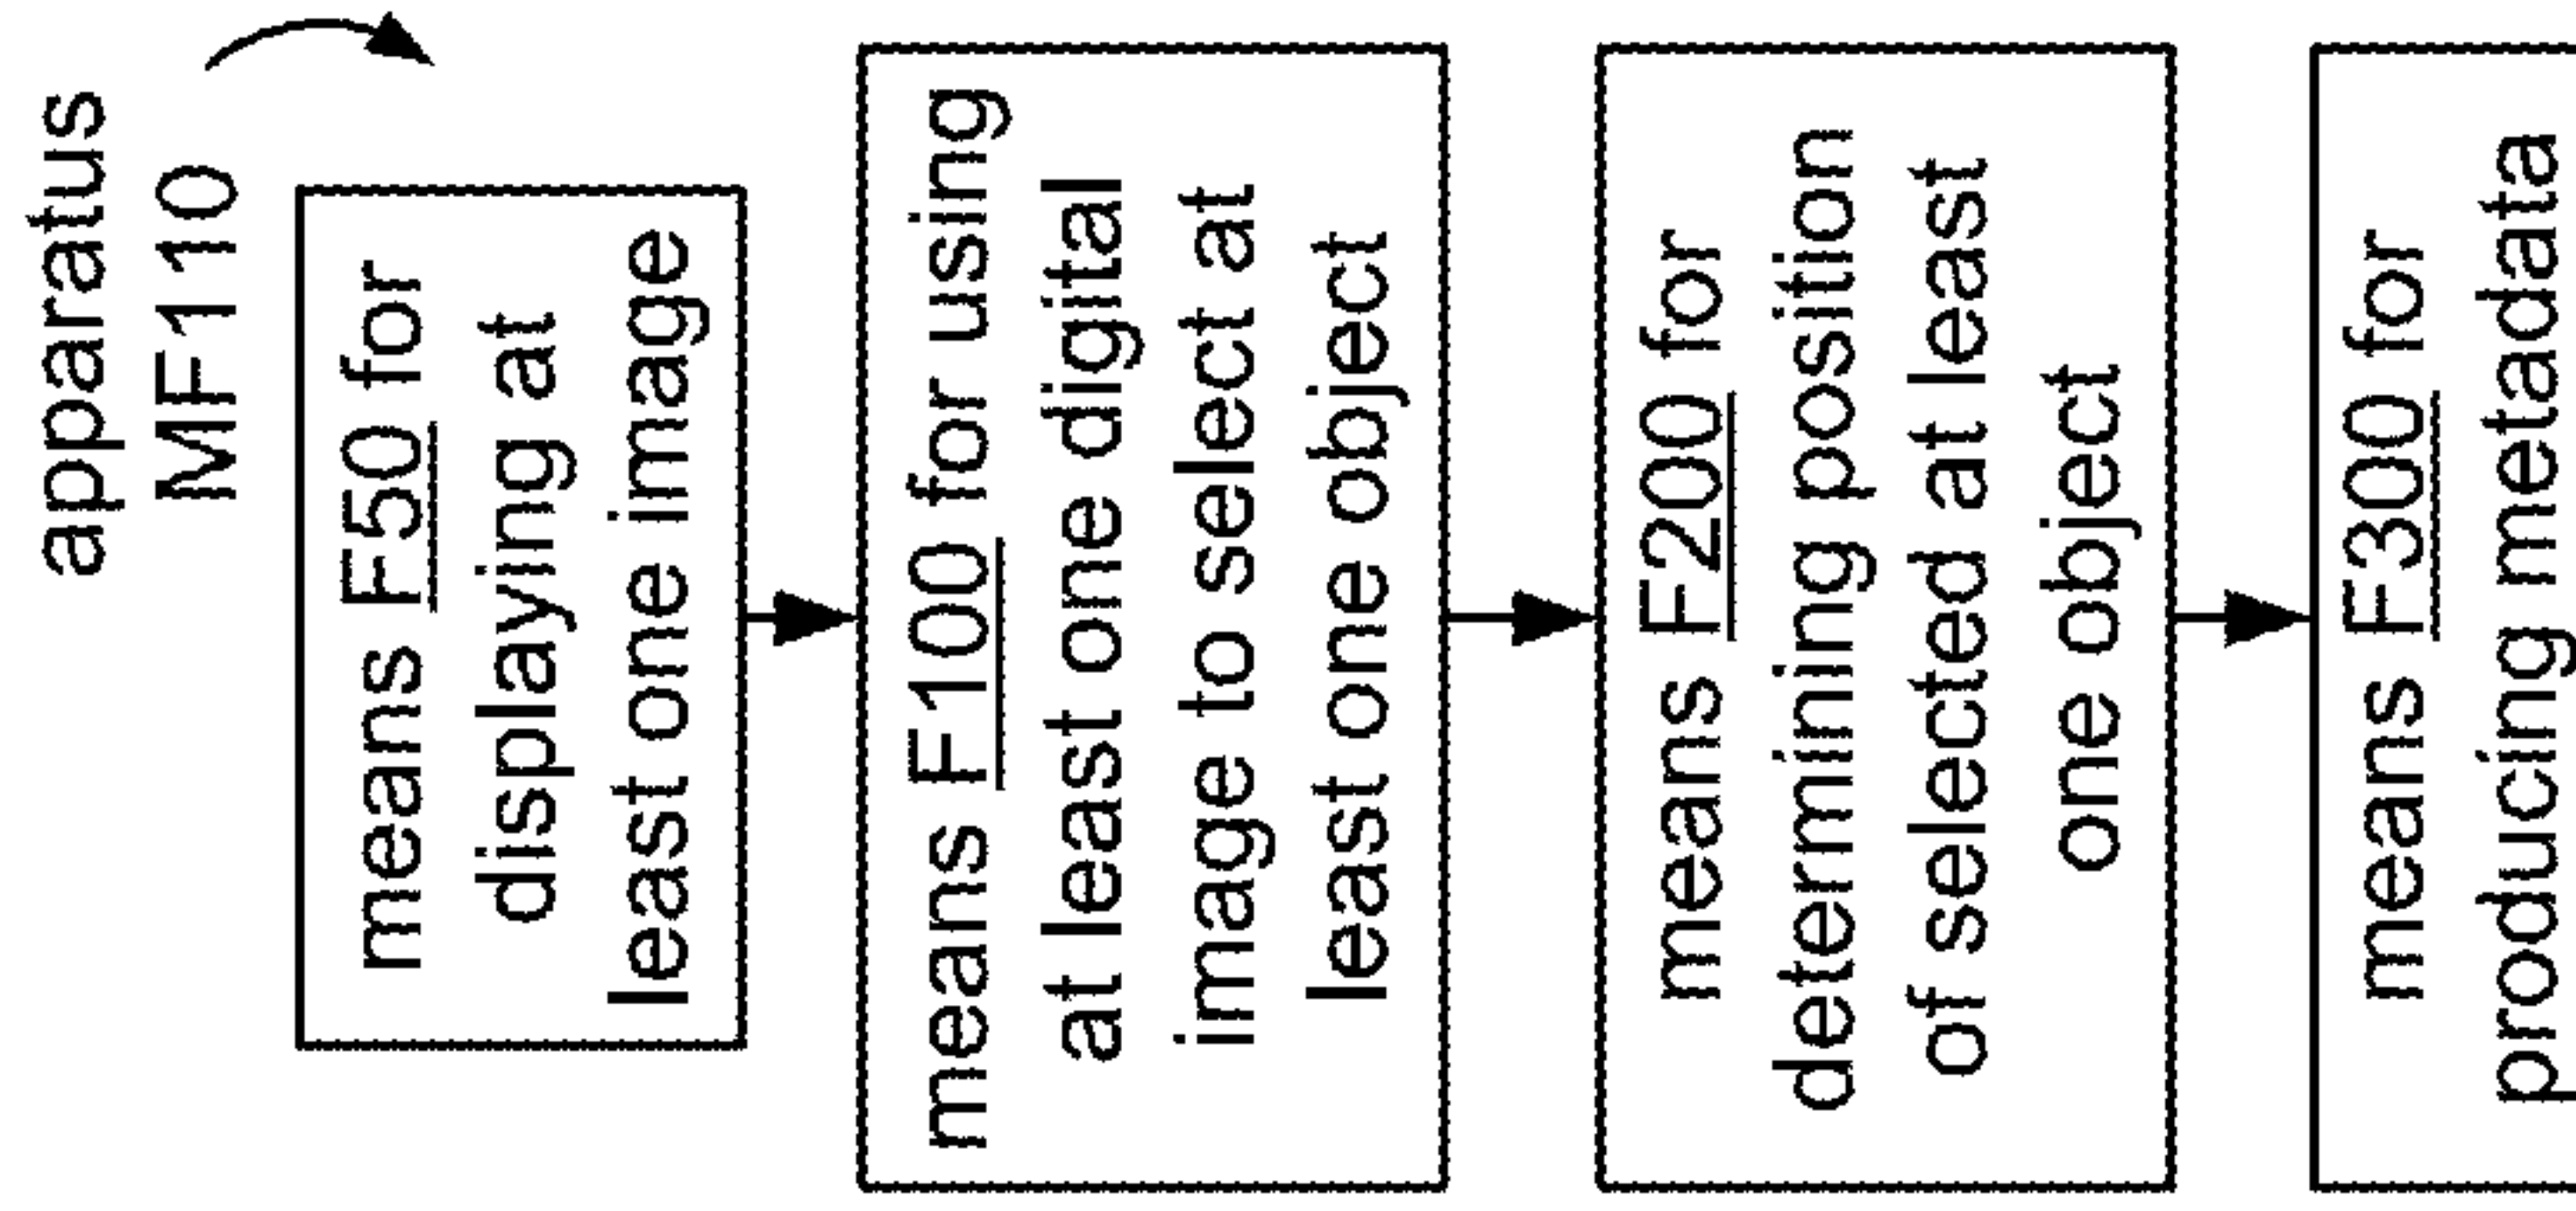 apparatus
MF110
means F50 for
displaying at
least one image
means F100 for using
at least one digital
image to select at
least one object
means F200 for
determining position
of selected at least
one object
means F300 for
producing metadata